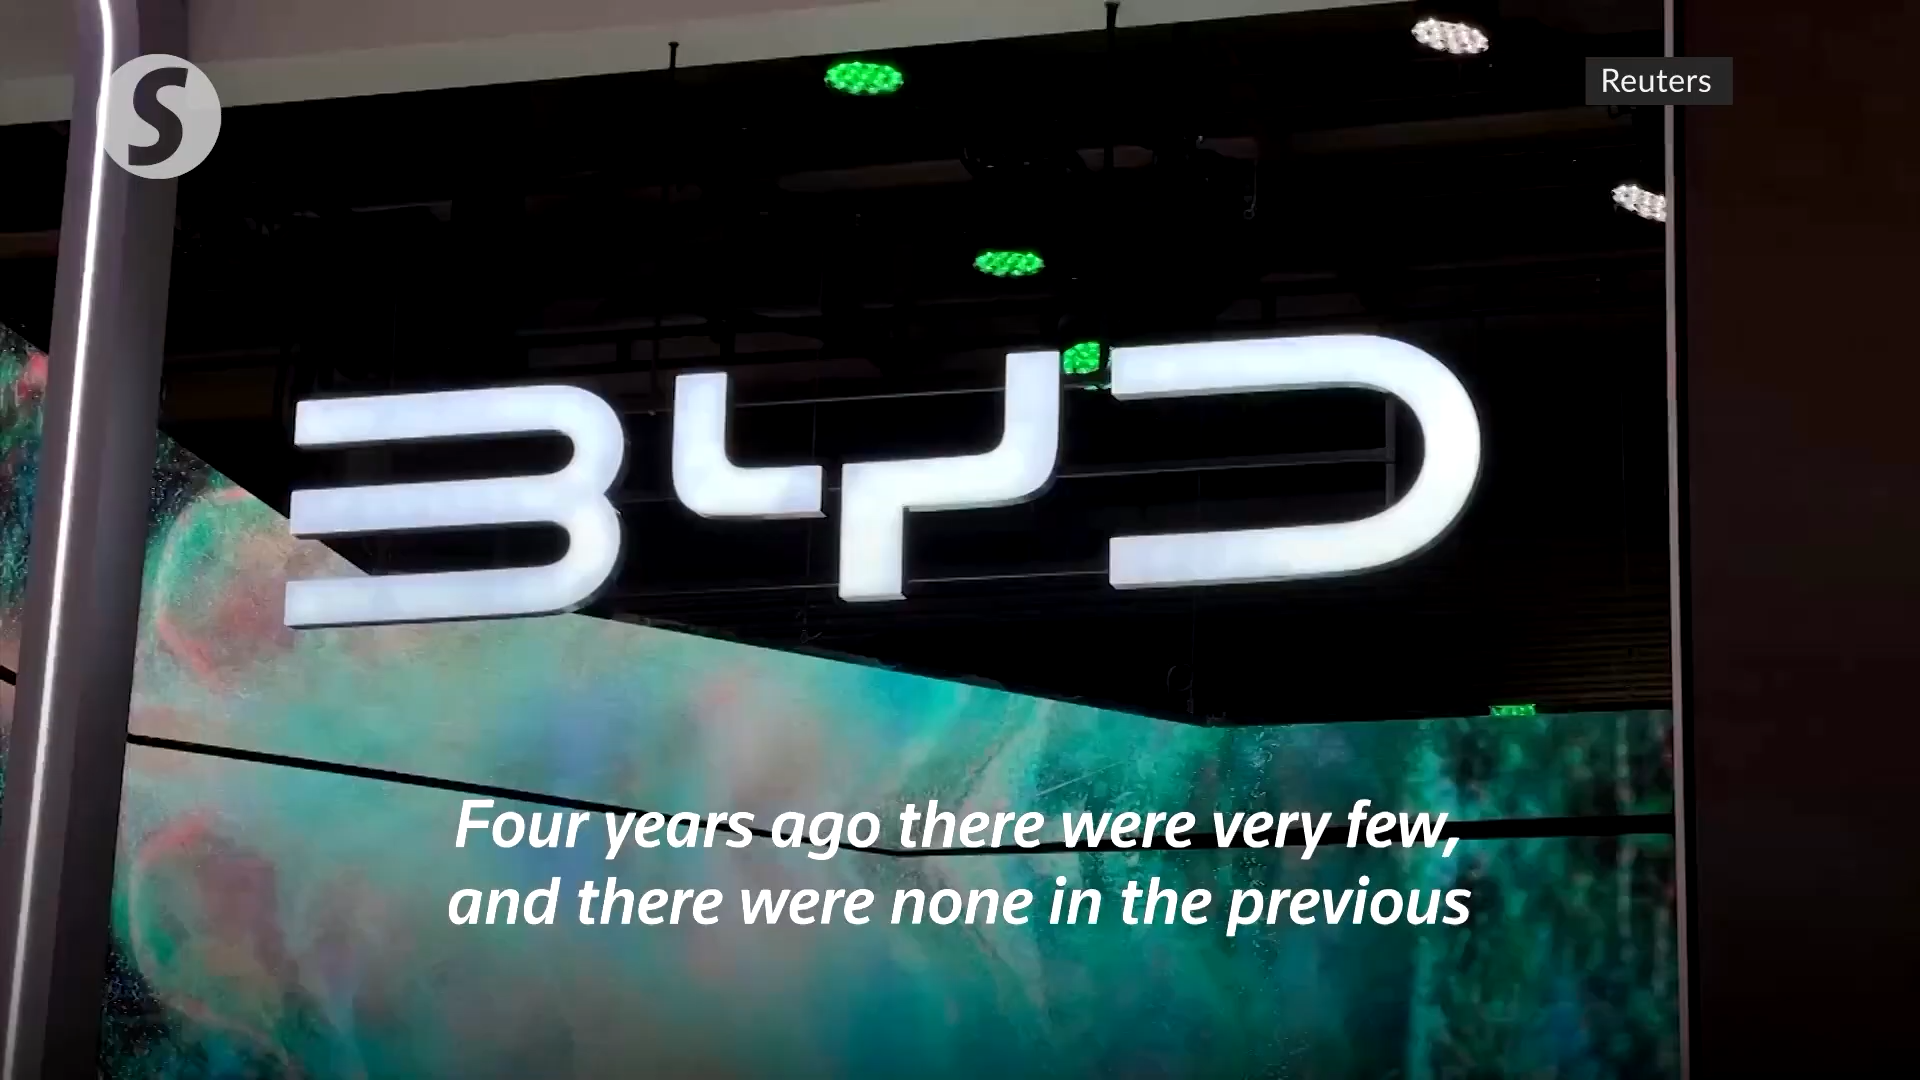 S
Reuters
BYD
Four years ago there were very few,
and there were none in the previous